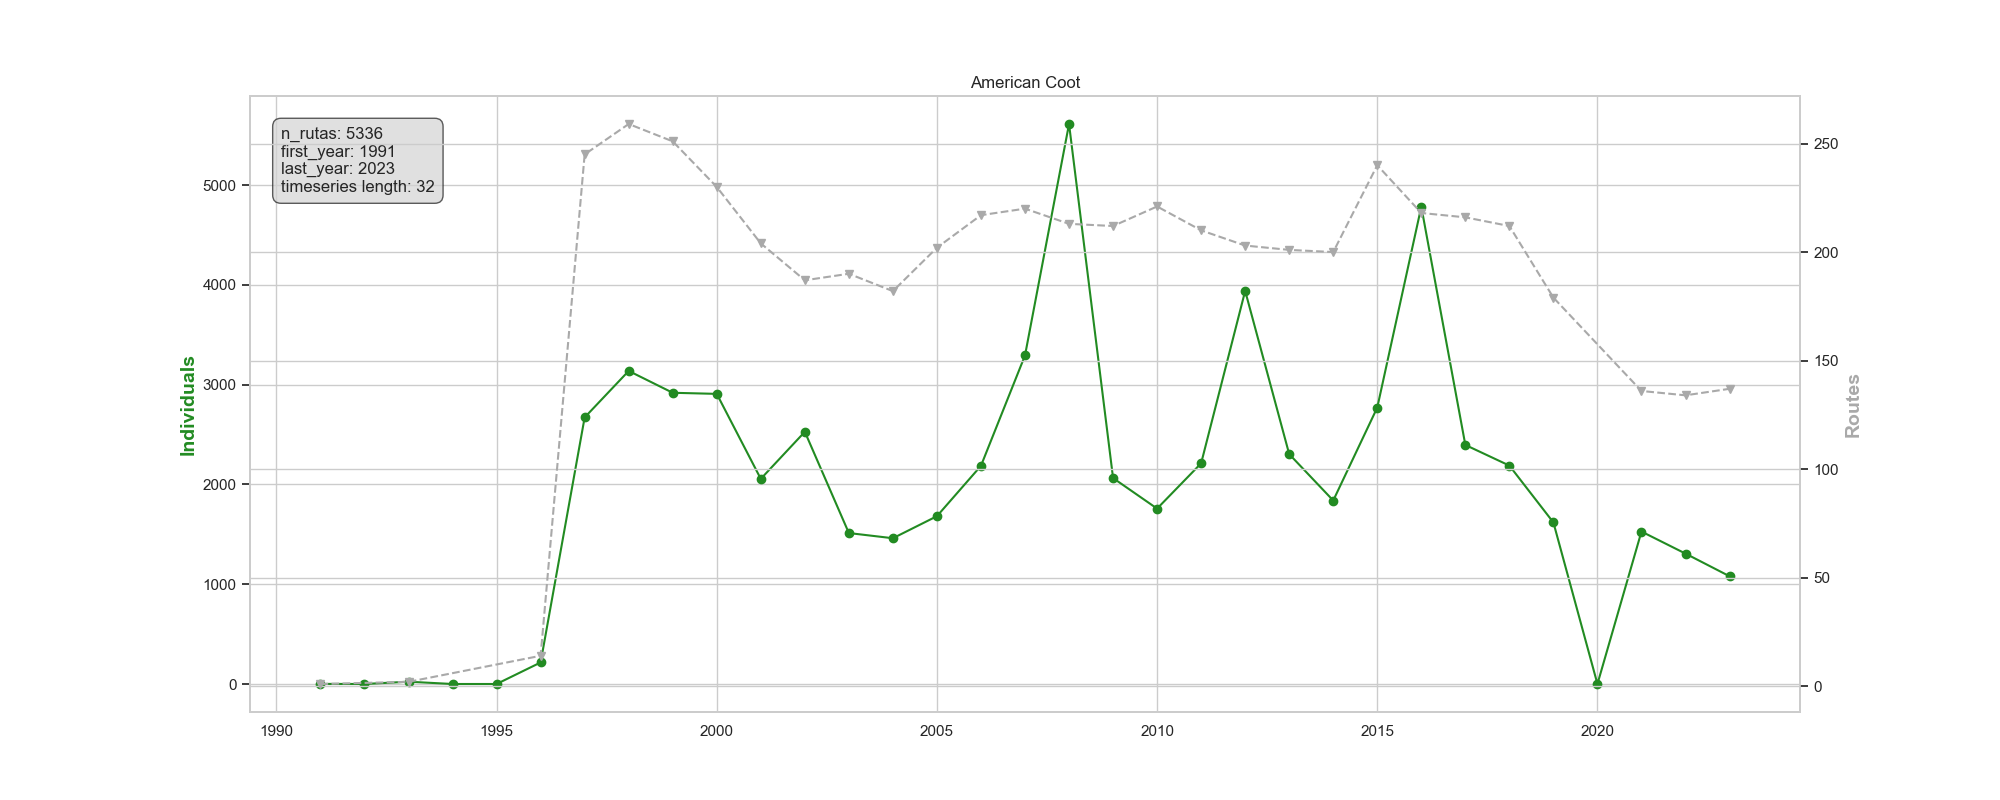 American Coot
n_rutas: 5336
first_year: 1991
last_year: 2023
timeseries length: 32
Individuals
5000
4000
3000
2000
1000
0
250
200
150
100
50
0
Routes
1990
1995
2000
2005
2010
2015
2020